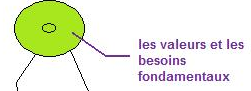 les valeurs et les
besoins
fondamentaux